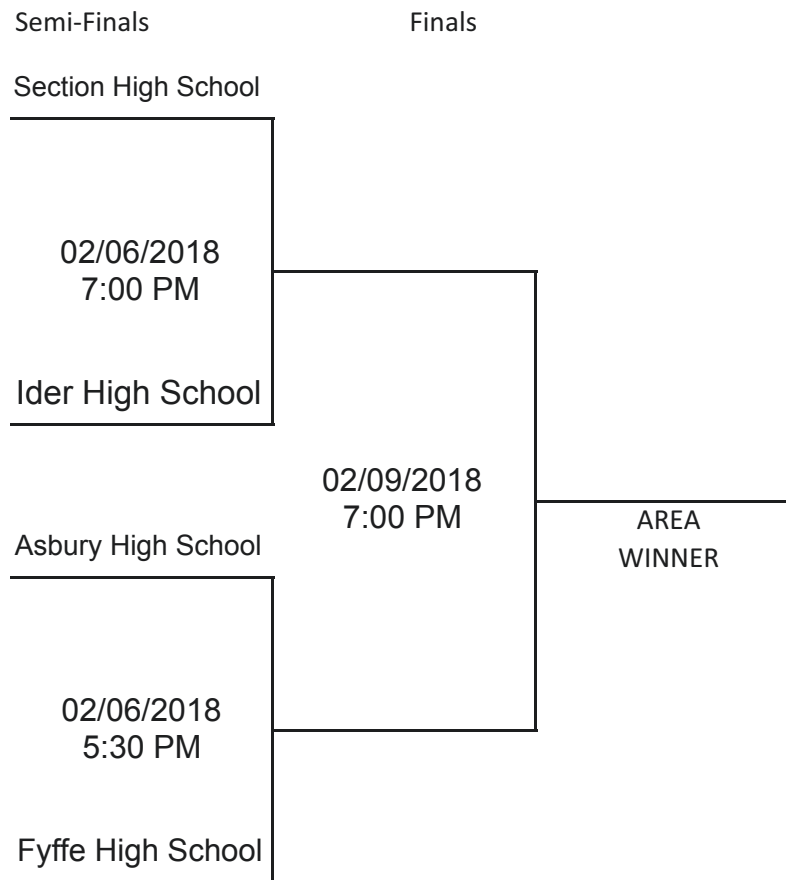 Semi-Finals
Finals
Section High School
02/06/2018
7:00 PM
Ider High School
02/09/2018
7:00 PM
AREA
WINNER
Asbury High School
02/06/2018
5:30 PM
Fyffe High School